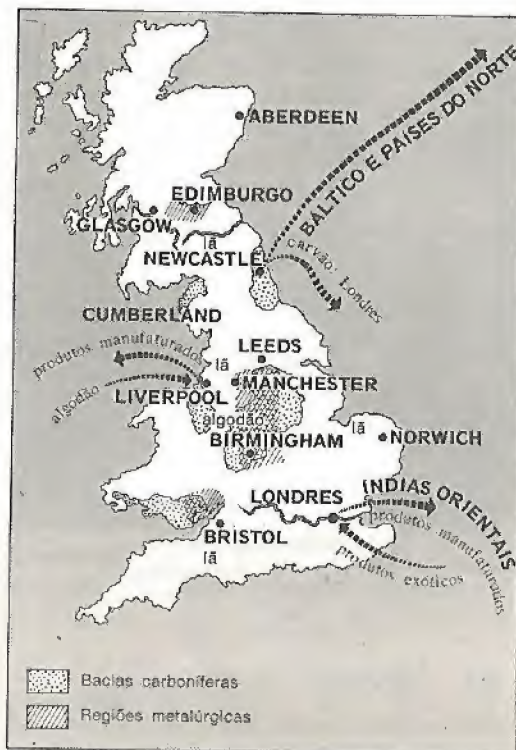 BÁLTICO E PAÍSES DO NORTE
ABERDEEN
EDIMBURGO
GLASGOW
lã
NEWCASTLE
carvão: Londres
CUMBERLAND
produtos manufaturados
LEEDS
lã
MANCHESTER
algodão
LIVERPOOL
algodão
lã
BIRMINGHAM
NORWICH
LONDRES
ÍNDIAS ORIENTAIS
produtos manufaturados
BRISTOL
produtos exóticos
lã
Bacias carboníferas
Regiões metalúrgicas